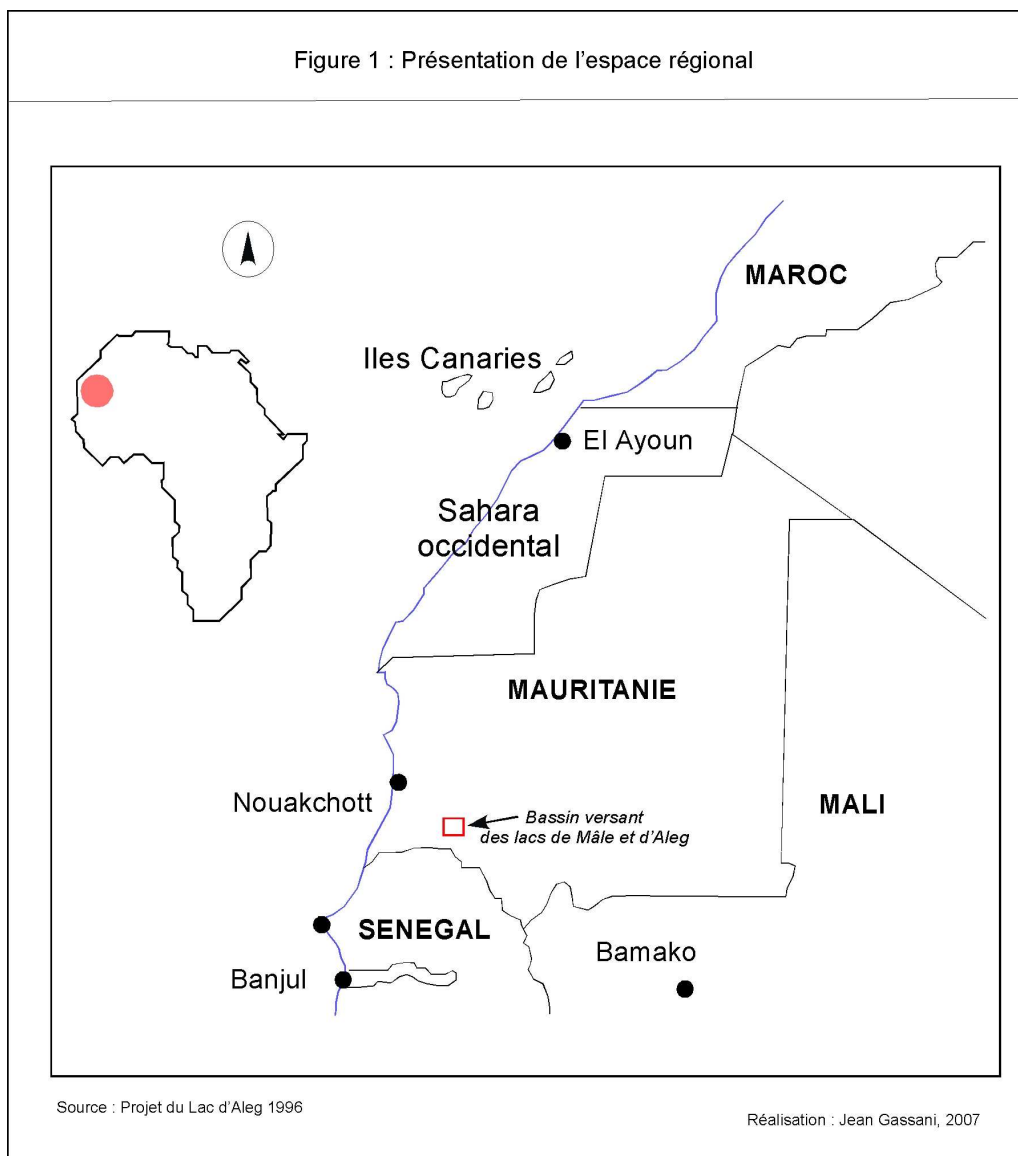 Figure 1 : Présentation de l'espace régional
MAROC
Iles Canaries
El Ayoun
Sahara
occidental
MAURITANIE
Nouakchott
MALI
Bassin versant
des lacs de Mâle et d'Aleg
SENEGAL
Bamako
Banjul
Source : Projet du Lac d'Aleg 1996
Réalisation : Jean Gassani, 2007